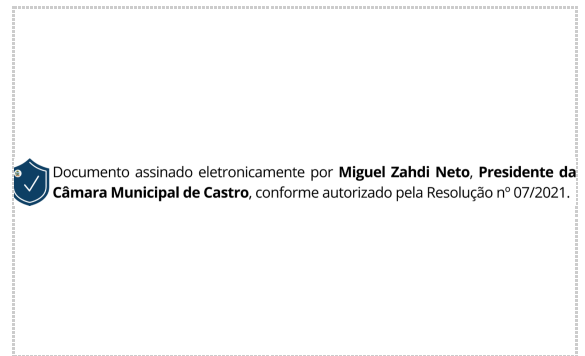 Documento assinado eletronicamente por Miguel Zahdi Neto, Presidente da
Câmara Municipal de Castro, conforme autorizado pela Resolução nº 07/2021.